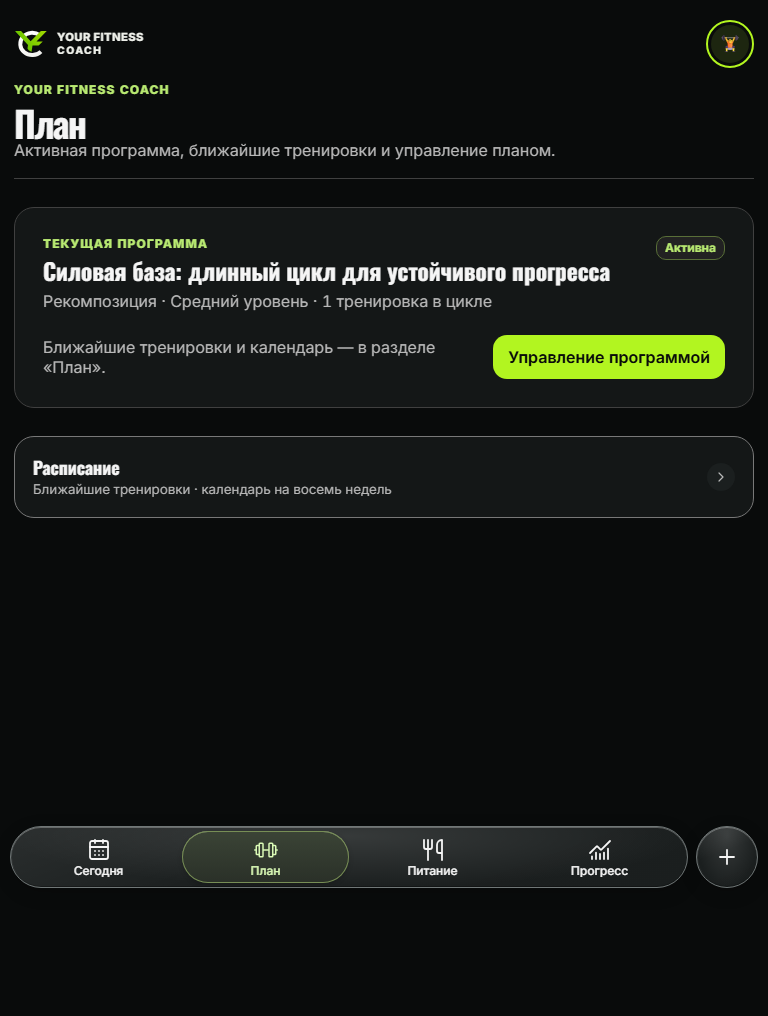 YOUR FITNESS
COACH
YOUR FITNESS COACH
План
Активная программа, ближайшие тренировки и управление планом.
ТЕКУЩАЯ ПРОГРАММА
Активна
Силовая база: длинный цикл для устойчивого прогресса
Рекомпозиция · Средний уровень · 1 тренировка в цикле
Ближайшие тренировки и календарь — в разделе
«План».
Управление программой
Расписание
Ближайшие тренировки · календарь на восемь недель
Сегодня
План
Питание
Прогресс